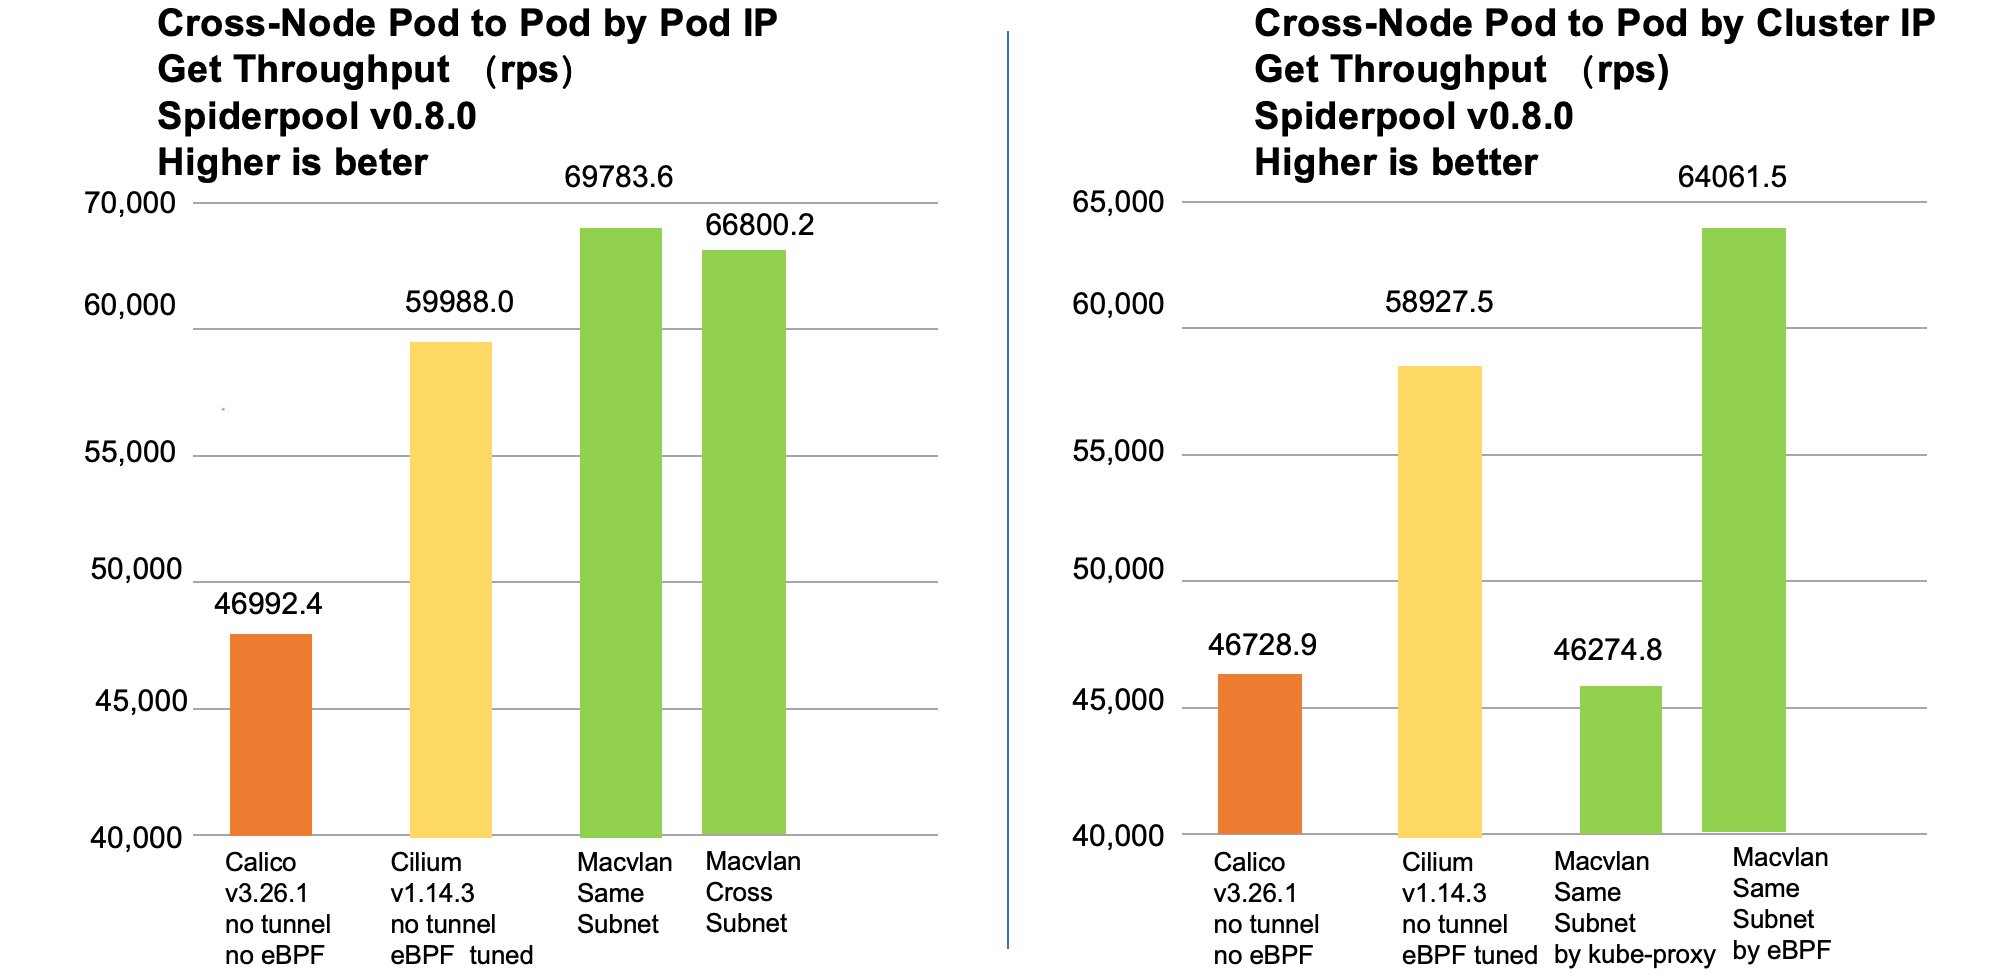 Cross-Node Pod to Pod by Pod IP
Get Throughput （rps）
Spiderpool v0.8.0
Higher is beter
69783.6
70,000
66800.2
60,000
59988.0
55,000
50,000
46992.4
45,000
40,000
Calico
v3.26.1
no tunnel
no eBPF
Cilium
v1.14.3
no tunnel
eBPF  tuned
Macvlan
Same
Subnet
Macvlan
Cross
Subnet
Cross-Node Pod to Pod by Cluster IP
Get Throughput （rps)
Spiderpool v0.8.0
Higher is better
64061.5
65,000
60,000
58927.5
55,000
50,000
46728.9
46274.8
45,000
40,000
Calico
v3.26.1
no tunnel
no eBPF
Cilium
v1.14.3
no tunnel
eBPF tuned
Macvlan
Same
Subnet
by kube-proxy
Macvlan
Same
Subnet
by eBPF